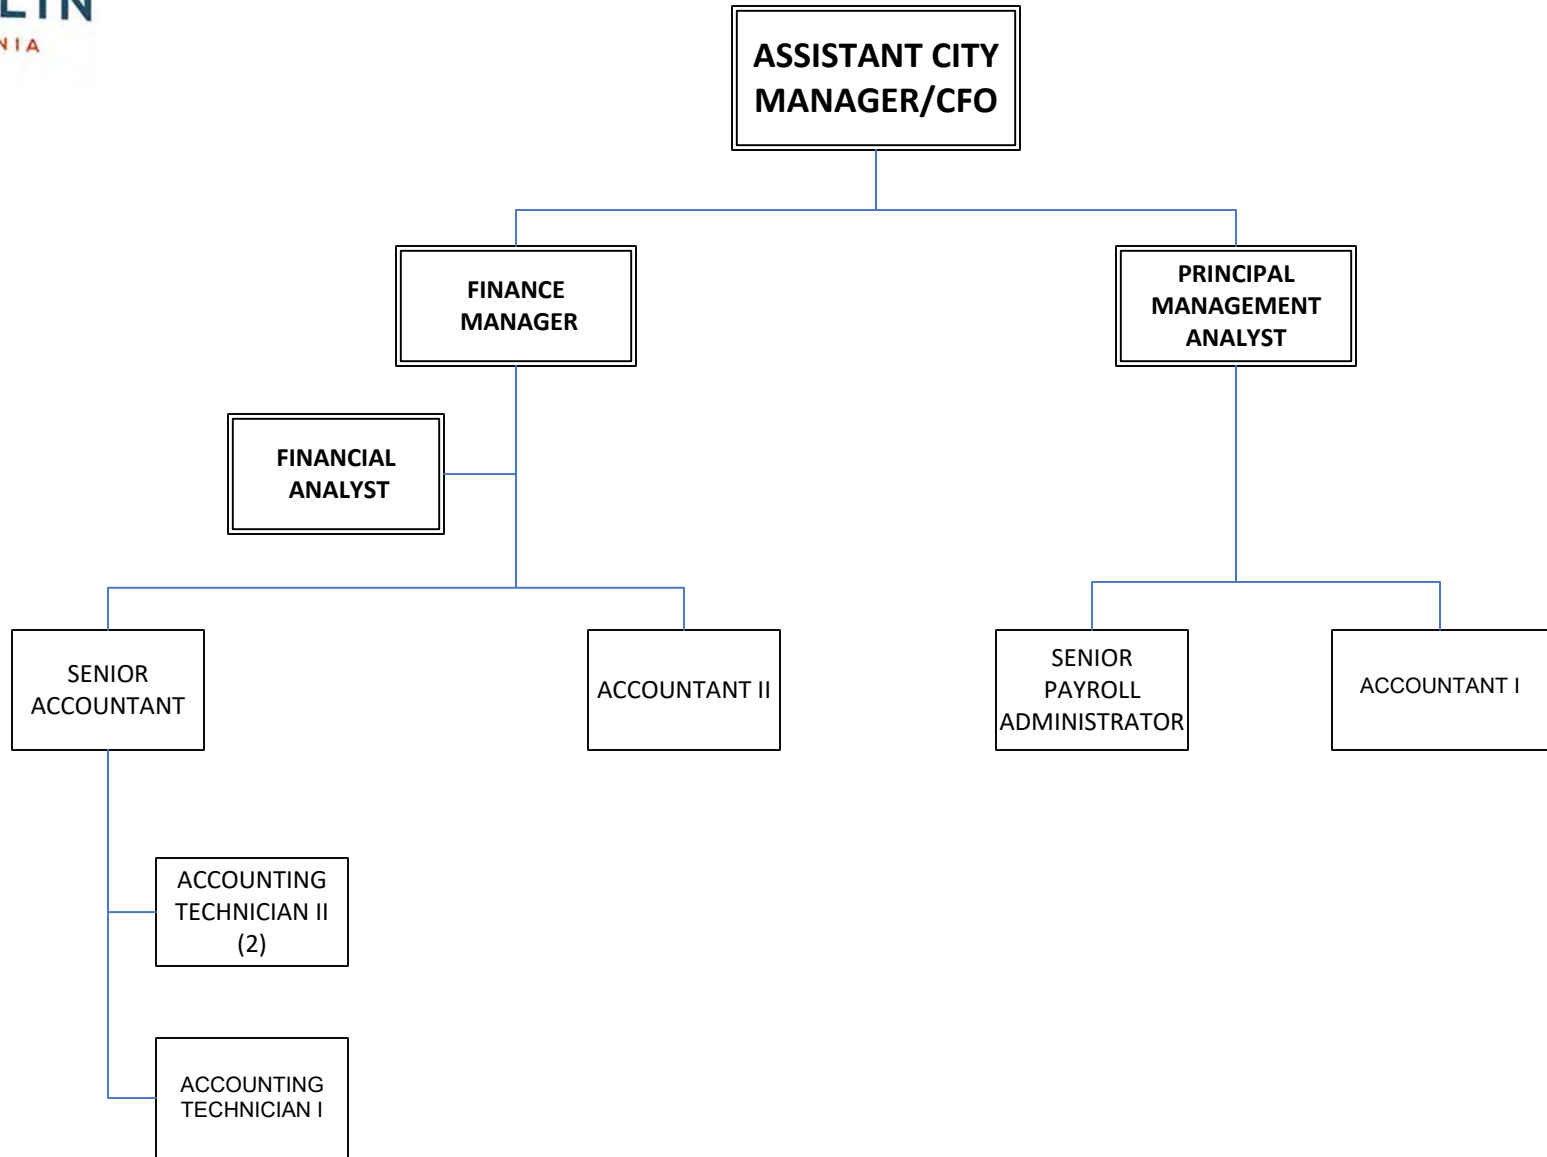 ASSISTANT CITY
MANAGER/CFO
FINANCE
MANAGER
PRINCIPAL
MANAGEMENT
ANALYST
FINANCIAL
ANALYST
SENIOR
ACCOUNTANT
ACCOUNTANT II
SENIOR
PAYROLL
ADMINISTRATOR
ACCOUNTANT I
ACCOUNTING
TECHNICIAN II
(2)
ACCOUNTING
TECHNICIAN I